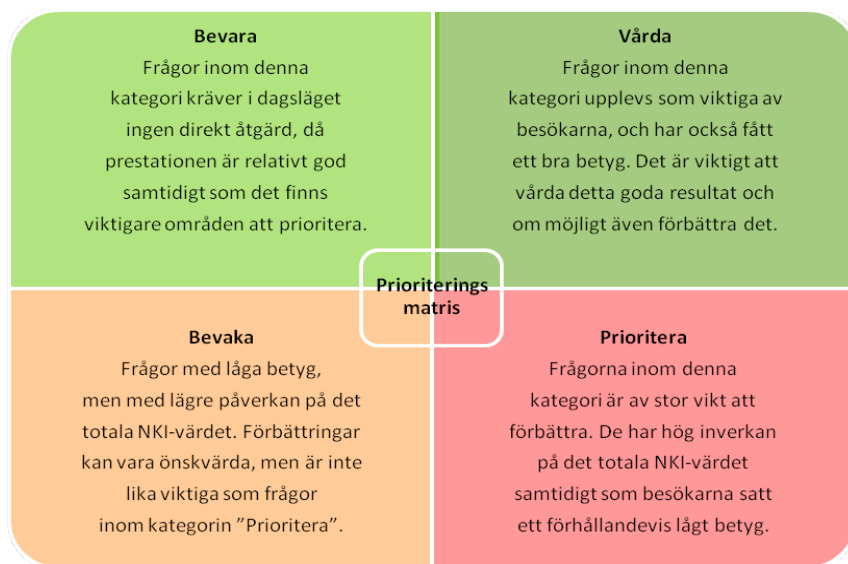 Bevara
Frågor inom denna
kategori kräver i dagsläget
ingen direkt åtgärd, då
prestationen är relativt god
samtidigt som det finns
viktigare områden att prioritera.
Vårda
Frågor inom denna
kategori upplevs som viktiga av
besökarna, och har också fått
ett bra betyg. Det är viktigt att
vårda detta goda resultat och
om möjligt även förbättra det.
Prioriterings
matris
Bevaka
Frågor med låga betyg,
men med lägre påverkan på det
totala NKI-värdet. Förbättringar
kan vara önskvärda, men är inte
lika viktiga som frågor
inom kategorin ”Prioritera”.
Prioritera
Frågorna inom denna
kategori är av stor vikt att
förbättra. De har hög inverkan
på det totala NKI-värdet
samtidigt som besökarna satt
ett förhållandevis lågt betyg.